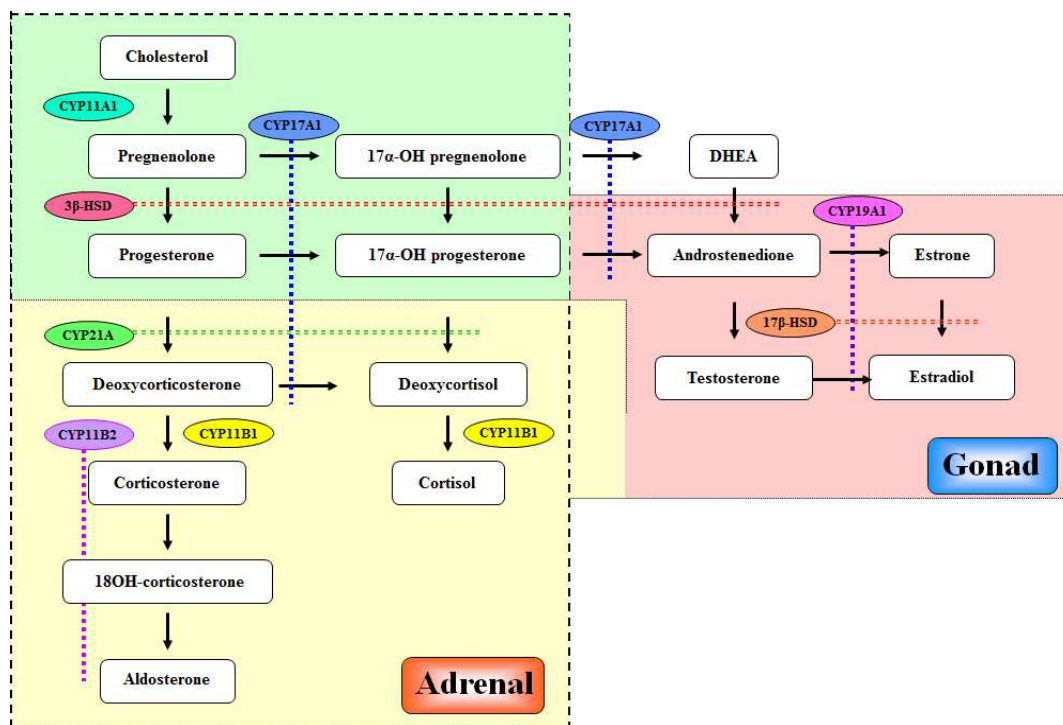 Cholesterol
CYP11A1
CYP17A1
CYP17A1
Pregnenolone
17α-OH pregnenolone
DHEA
3β-HSD
CYP19A1
Progesterone
17α-OH progesterone
Androstenedione
Estrone
CYP21A
17β-HSD
Deoxycorticosterone
Deoxycortisol
Testosterone
Estradiol
CYP11B2
CYP11B1
CYP11B1
Gonad
Corticosterone
Cortisol
18OH-corticosterone
Aldosterone
Adrenal